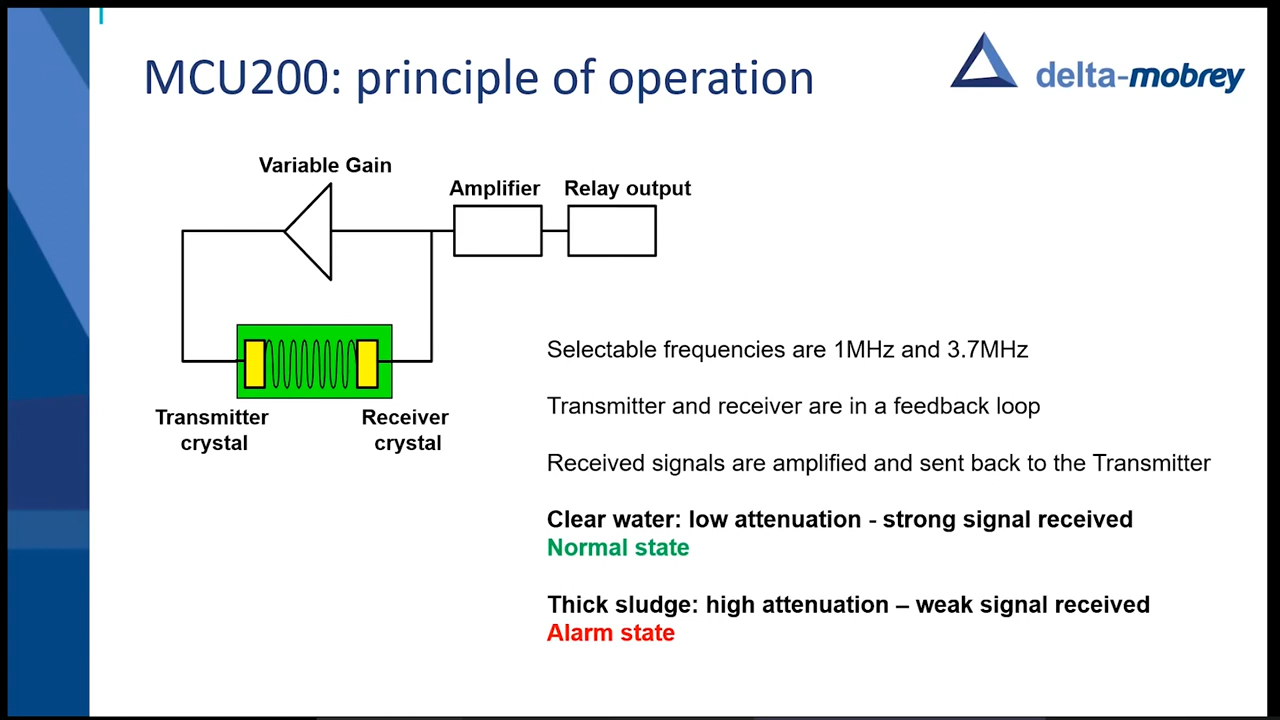 MCU200: principle of operation
delta-mobrey
Variable Gain
Amplifier
Relay output
Transmitter
crystal
Receiver
crystal
Selectable frequencies are 1MHz and 3.7MHz
Transmitter and receiver are in a feedback loop
Received signals are amplified and sent back to the Transmitter
Clear water: low attenuation - strong signal received
Normal state
Thick sludge: high attenuation – weak signal received
Alarm state